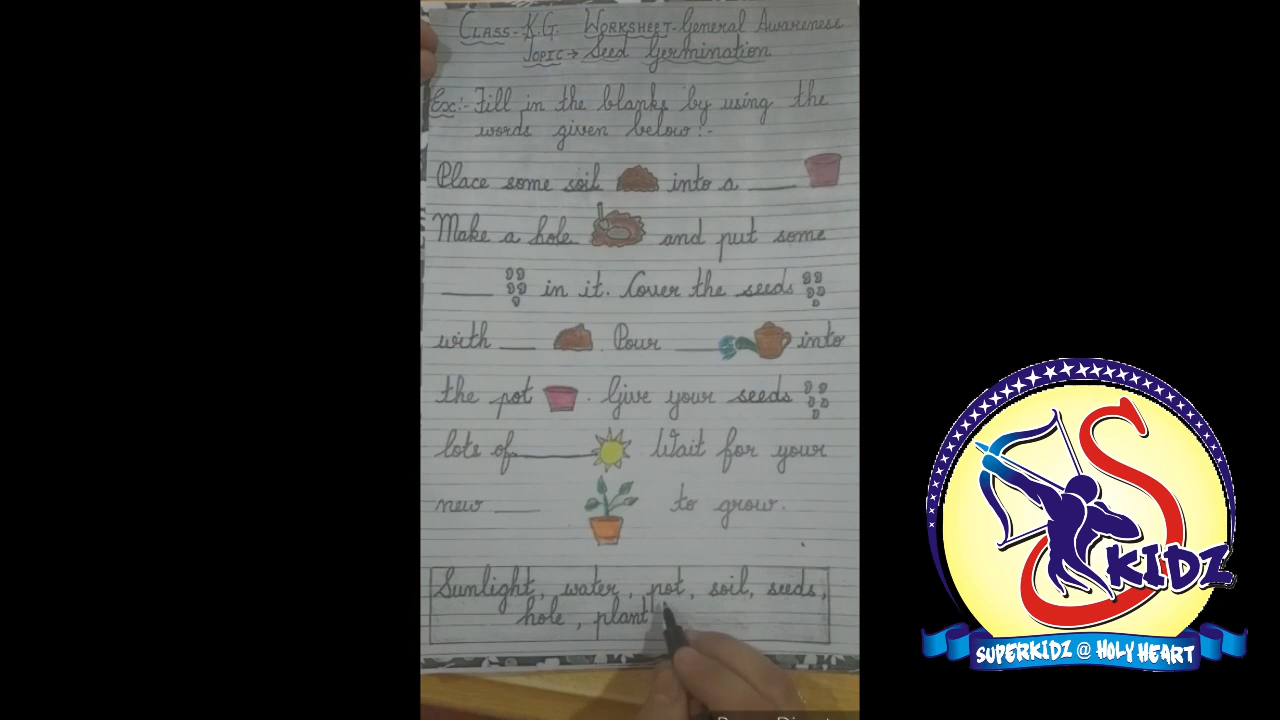 Class-K.G. Worksheet-General Awareness
Topic→ Seed Germination
Ex:- Fill in the blanks by using the
words given below:-
Place some soil into a ____
Make a hole and put some
____ in it. Cover the seeds
with ___ . Pour ____ into
the pot . Give your seeds
lots of ________ Wait for your
new ____ to grow.
Sunlight, water, pot, soil, seeds,
hole, plant
S KIDZ
SUPERKIDZ @ HOLY HEART